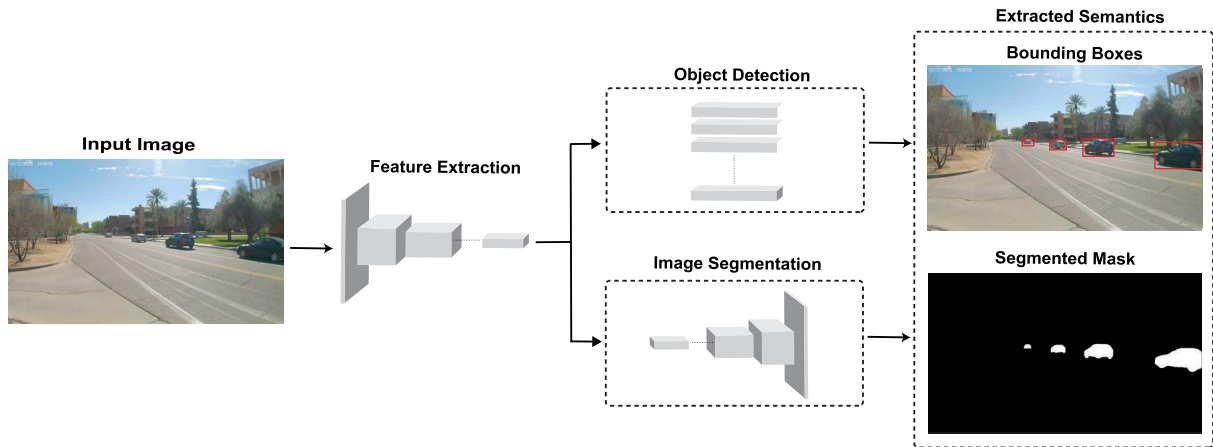 Input Image
Feature Extraction
Object Detection
Image Segmentation
Extracted Semantics
Bounding Boxes
Segmented Mask